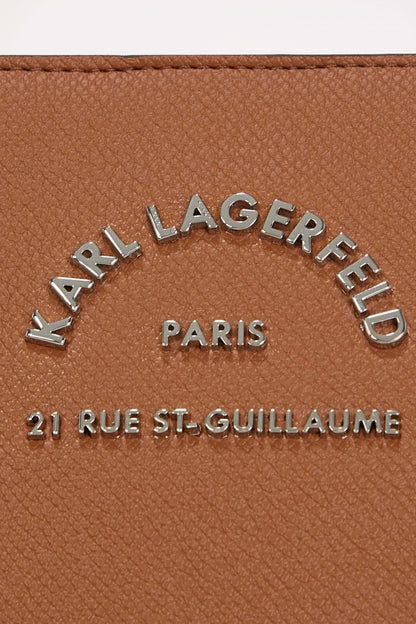 KARL LAGERFELD
PARIS
21 RUE ST-GUILLAUME